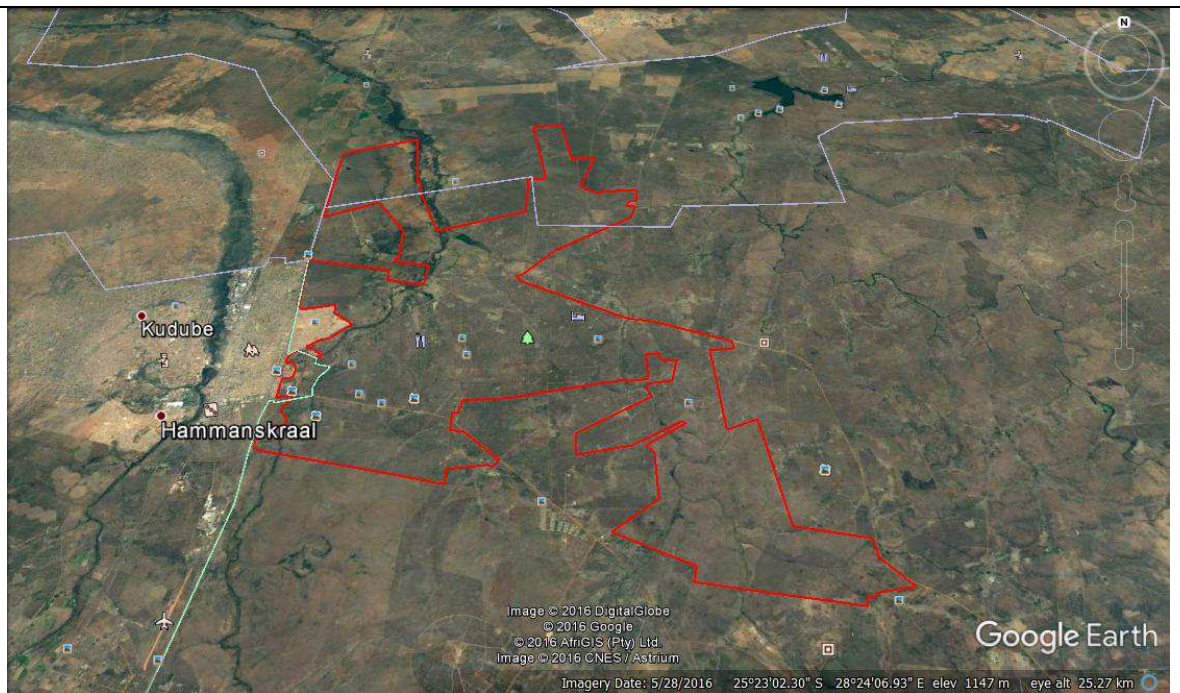 N
Kudube
Hammanskraal
Image © 2016 DigitalGlobe
© 2016 Google
© 2016 AfriGIS (Pty) Ltd.
Image © 2016 CNES / Astrium
Google Earth
Imagery Date: 5/28/2016 25°23'02.30" S 28°24'06.93" E elev 1147 m eye alt 25.27 km